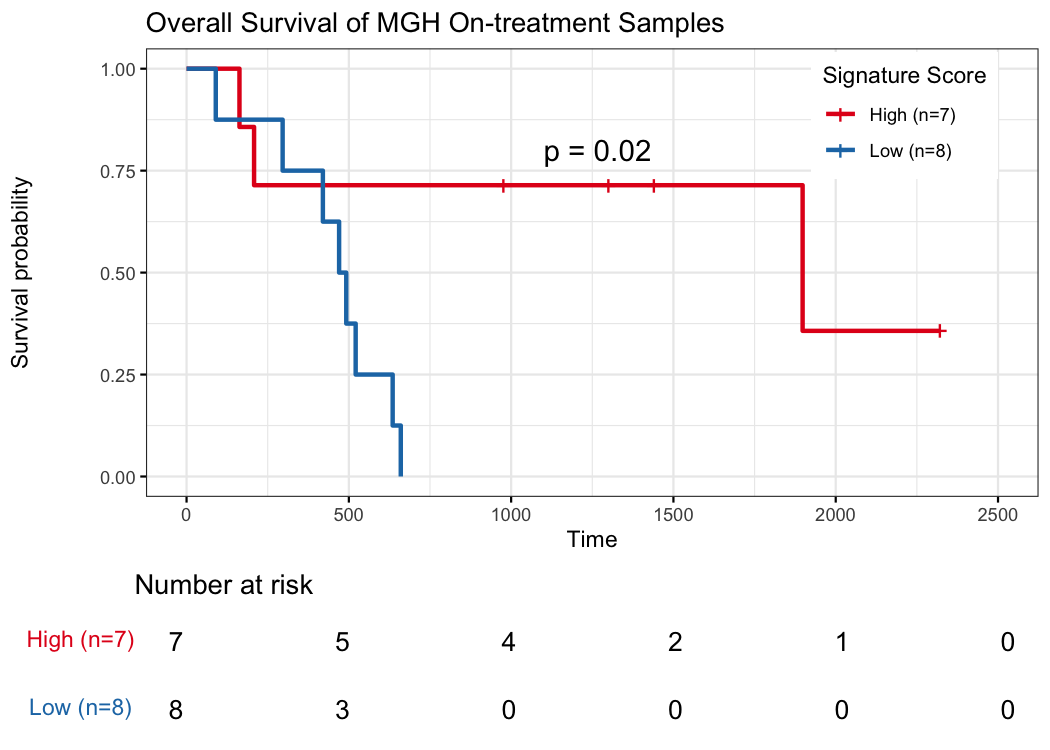 Overall Survival of MGH On-treatment Samples
Survival probability
1.00
0.75
0.50
0.25
0.00
p = 0.02
Signature Score
High (n=7)
Low (n=8)
0 500 1000 1500 2000 2500
Time
Number at risk
High (n=7) 7 5 4 2 1 0
Low (n=8) 8 3 0 0 0 0